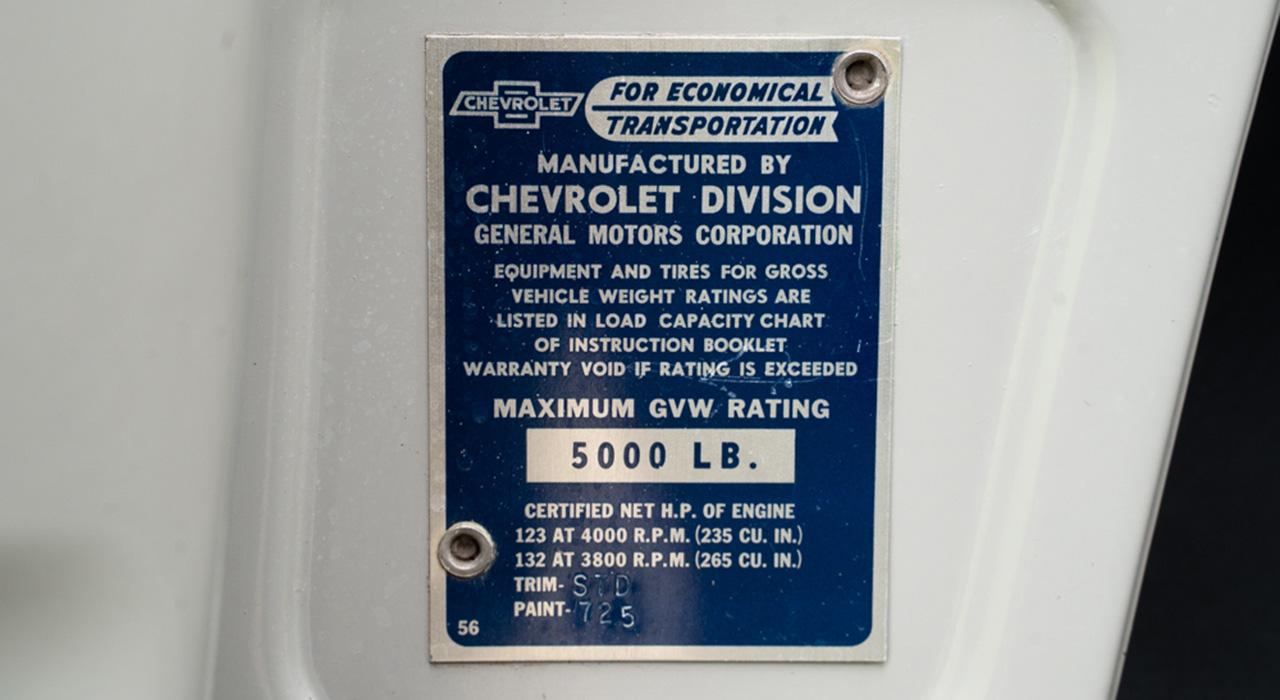 CHEVROLET
FOR ECONOMICAL
TRANSPORTATION
MANUFACTURED BY
CHEVROLET DIVISION
GENERAL MOTORS CORPORATION
EQUIPMENT AND TIRES FOR GROSS
VEHICLE WEIGHT RATINGS ARE
LISTED IN LOAD CAPACITY CHART
OF INSTRUCTION BOOKLET
WARRANTY VOID IF RATING IS EXCEEDED
MAXIMUM GVW RATING
5000 LB.
CERTIFIED NET H.P. OF ENGINE
123 AT 4000 R.P.M. (235 CU. IN.)
132 AT 3800 R.P.M. (265 CU. IN.)
TRIM- STD
PAINT- 725
56